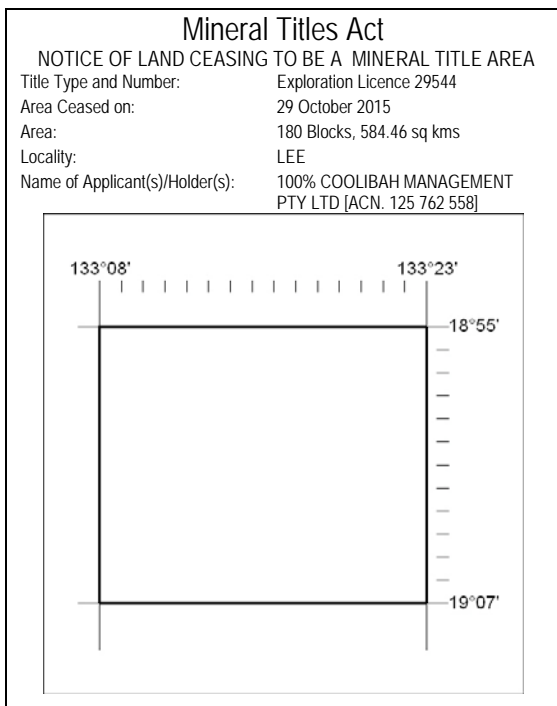 Mineral Titles Act
NOTICE OF LAND CEASING TO BE A MINERAL TITLE AREA
Title Type and Number: Exploration Licence 29544
Area Ceased on: 29 October 2015
Area: 180 Blocks, 584.46 sq kms
Locality: LEE
Name of Applicant(s)/Holder(s): 100% COOLIBAH MANAGEMENT
PTY LTD [ACN. 125 762 558]
133°08' 133°23'
18°55'
19°07'